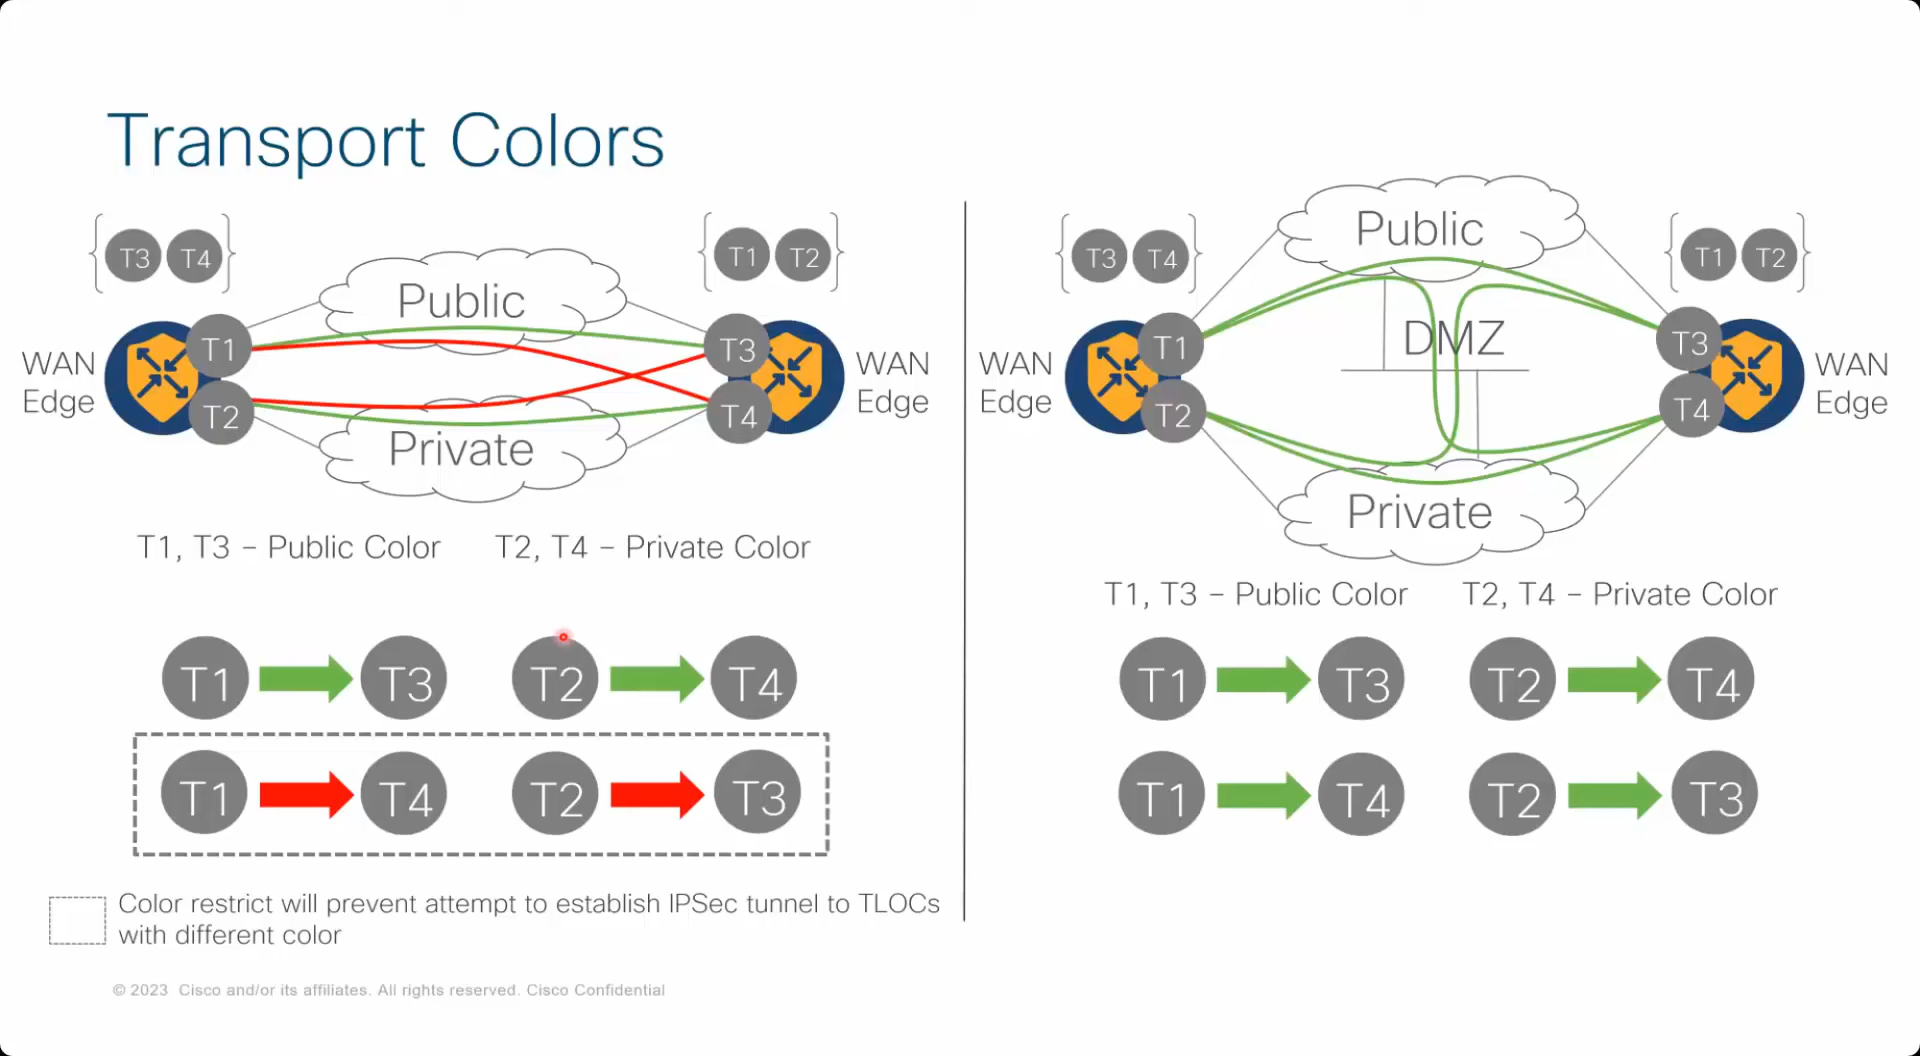 Transport Colors
T3 T4
T1 T2
Public
T1
T3
WAN
Edge
WAN
Edge
T2
T4
Private
T1, T3 – Public Color
T2, T4 – Private Color
T1 T3
T2 T4
T1 T4
T2 T3
Color restrict will prevent attempt to establish IPSec tunnel to TLOCs
with different color
T3 T4
T1 T2
Public
DMZ
T1
T3
WAN
Edge
WAN
Edge
T2
T4
Private
T1, T3 – Public Color
T2, T4 – Private Color
T1 T3
T2 T4
T1 T4
T2 T3
© 2023 Cisco and/or its affiliates. All rights reserved. Cisco Confidential